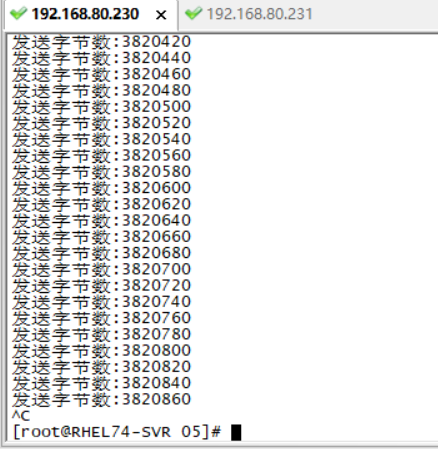 192.168.80.230 × 192.168.80.231
发送字节数:3820420
发送字节数:3820440
发送字节数:3820460
发送字节数:3820480
发送字节数:3820500
发送字节数:3820520
发送字节数:3820540
发送字节数:3820560
发送字节数:3820580
发送字节数:3820600
发送字节数:3820620
发送字节数:3820640
发送字节数:3820660
发送字节数:3820680
发送字节数:3820700
发送字节数:3820720
发送字节数:3820740
发送字节数:3820760
发送字节数:3820780
发送字节数:3820800
发送字节数:3820820
发送字节数:3820840
发送字节数:3820860
^C
[root@RHEL74-SVR 05]#